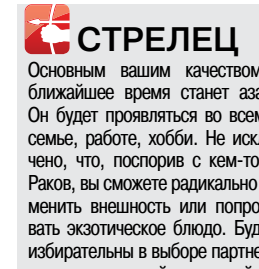 СТРЕЛЕЦ
Основным вашим качеством
ближайшее время станет
Он будет проявляться во всем
семье, работе, хобби. Не
чено, что, поспорив с кем-то
Раков, вы сможете радикально
менить внешность или
вать экзотическое блюдо.
избирательны в выборе